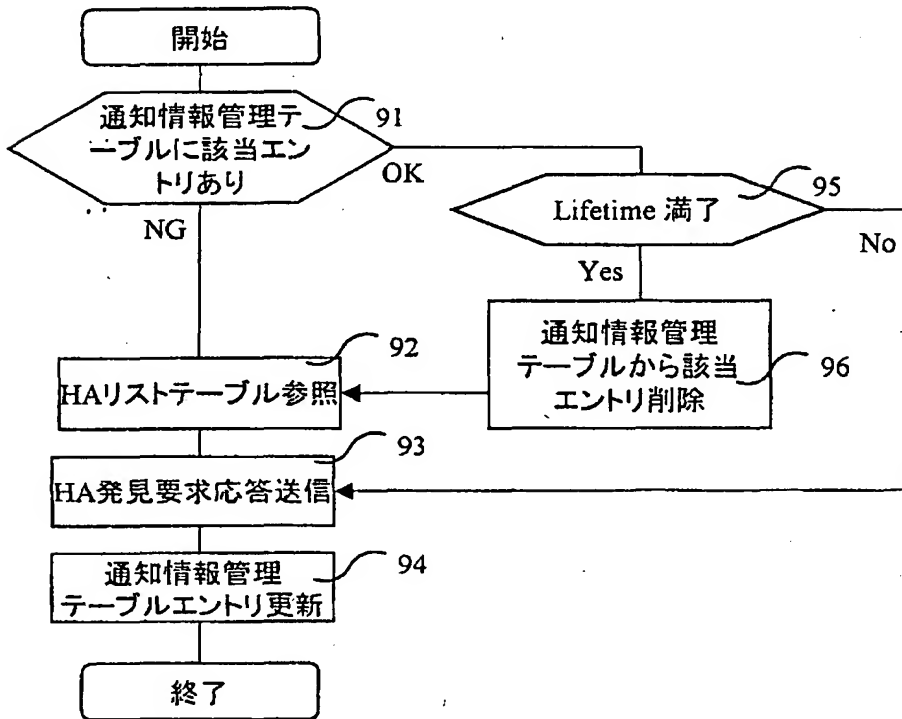 開始
通知情報管理テ
ーブルに該当エン
トリあり
91
OK
NG
Lifetime 満了
95
No
Yes
通知情報管理
テーブルから該当
エントリ削除
96
92
HAリストテーブル参照
93
HA発見要求応答送信
94
通知情報管理
テーブルエントリ更新
終了